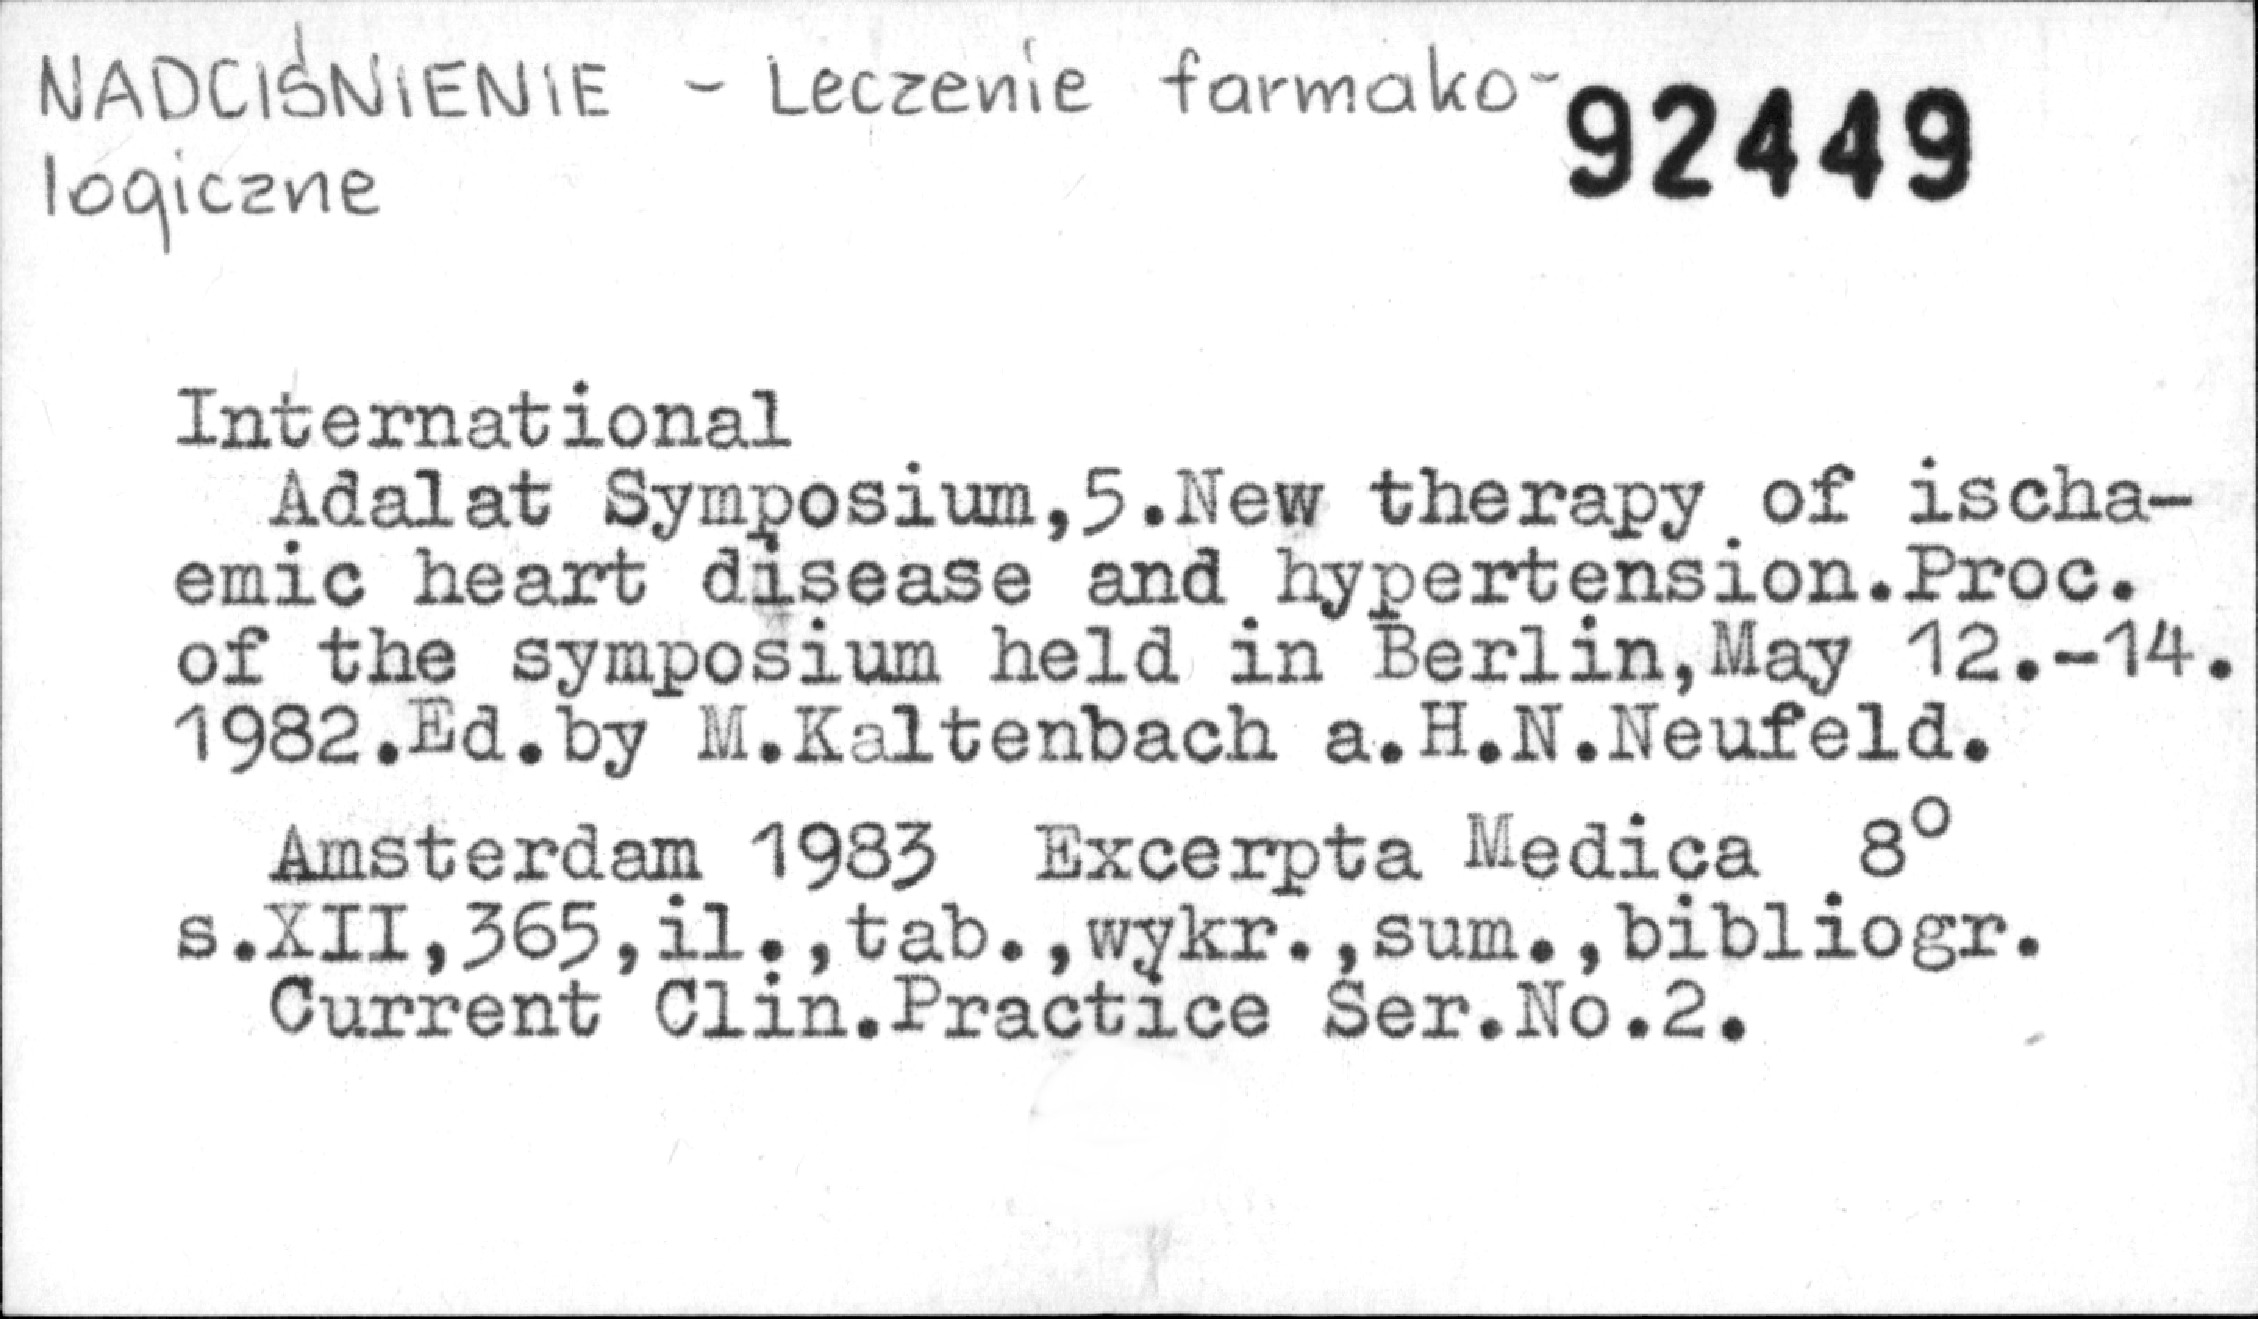 NADCIŚNIENIE - Leczenie farmako-
92449
logiczne
International
Adalat Symposium,5.New therapy of ischa-
emic heart disease and hypertension.Proc.
of the symposium held in Berlin,May 12.-14.
1982.Ed.by M.Kaltenbach a.H.N.Neufeld.
Amsterdam 1983 Excerpta Medica 8°
s.XII,365,il.,tab.,wykr.,sum.,bibliogr.
Current Clin.Practice Ser.No.2.